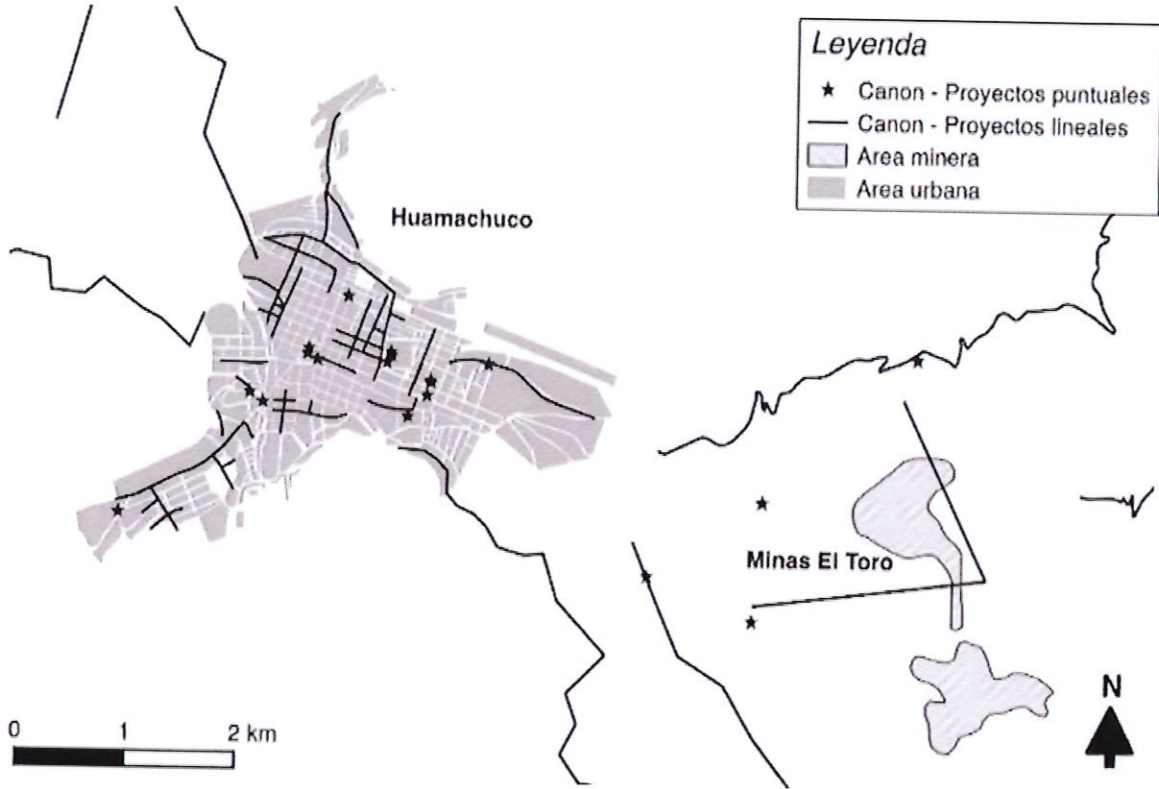 Leyenda
Canon - Proyectos puntuales
Canon - Proyectos lineales
Area minera
Area urbana
Huamachuco
Minas El Toro
0 1 2 km
N